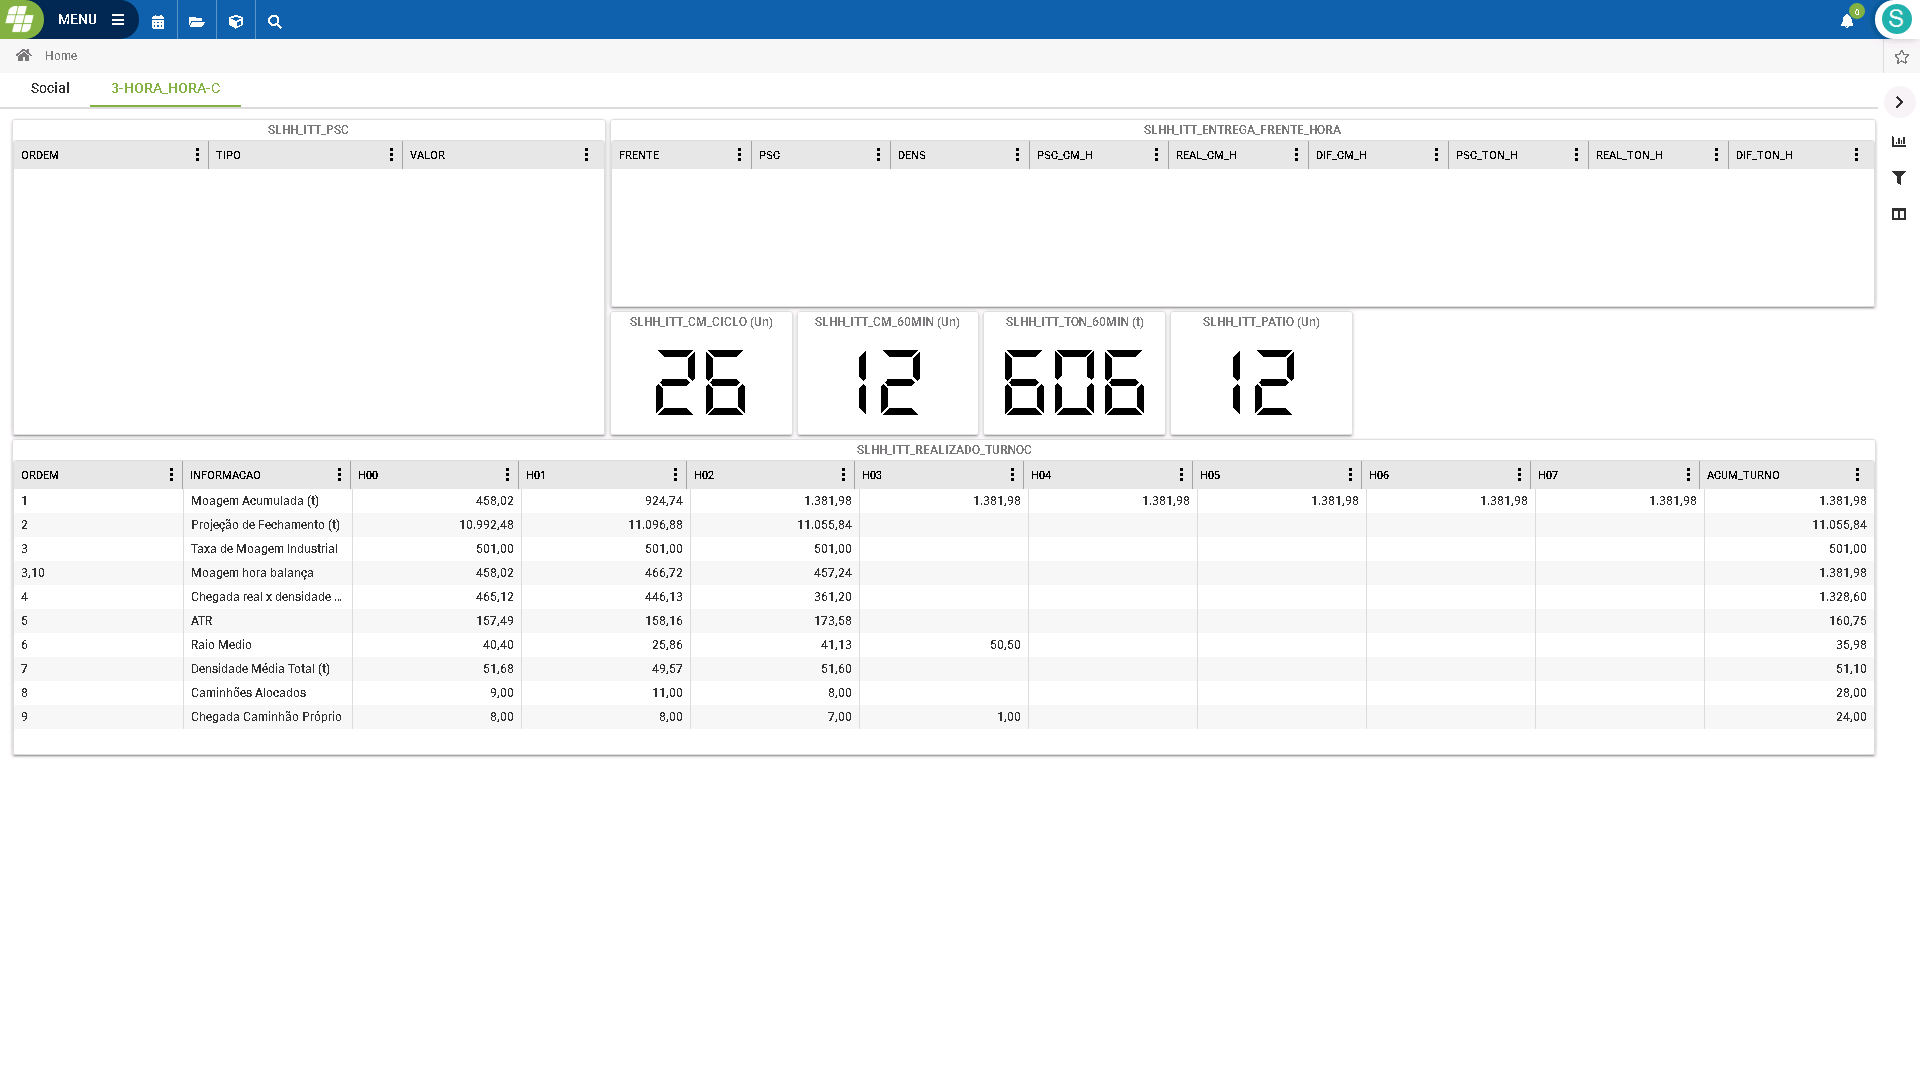 MENU
0
S
Home
Social 3-HORA_HORA-C
SLHH_ITT_PSC
ORDEM TIPO VALOR
SLHH_ITT_ENTREGA_FRENTE_HORA
FRENTE PSC DENS PSC_CM_H REAL_CM_H DIF_CM_H PSC_TON_H REAL_TON_H DIF_TON_H
SLHH_ITT_CM_CICLO (Un) SLHH_ITT_CM_60MIN (Un) SLHH_ITT_TON_60MIN (t) SLHH_ITT_PATIO (Un)
26 12 606 12
SLHH_ITT_REALIZADO_TURNOC
ORDEM INFORMACAO H00 H01 H02 H03 H04 H05 H06 H07 ACUM_TURNO
1 Moagem Acumulada (t) 458,02 924,74 1.381,98 1.381,98 1.381,98 1.381,98 1.381,98 1.381,98 1.381,98
2 Projeção de Fechamento (t) 10.992,48 11.096,88 11.055,84 11.055,84
3 Taxa de Moagem Industrial 501,00 501,00 501,00 501,00
3,10 Moagem hora balança 458,02 466,72 457,24 1.381,98
4 Chegada real x densidade ... 465,12 446,13 361,20 1.328,60
5 ATR 157,49 158,16 173,58 160,75
6 Raio Medio 40,40 25,86 41,13 50,50 35,98
7 Densidade Média Total (t) 51,68 49,57 51,60 51,10
8 Caminhões Alocados 9,00 11,00 8,00 28,00
9 Chegada Caminhão Próprio 8,00 8,00 7,00 1,00 24,00